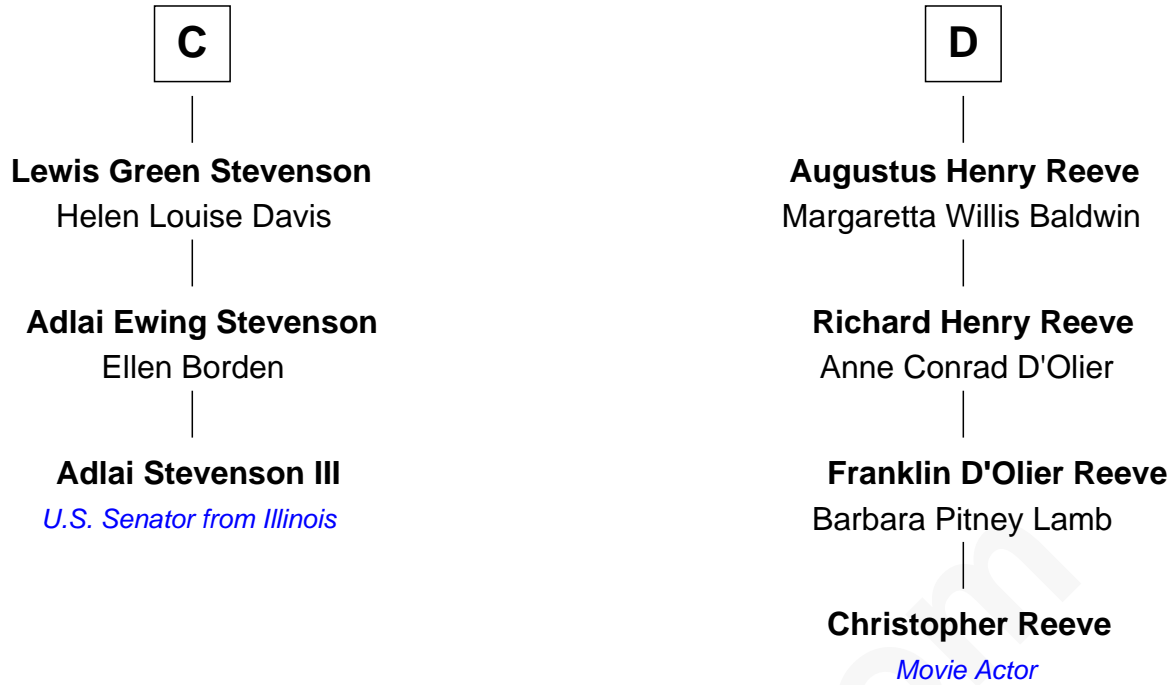 C
Lewis Green Stevenson
Helen Louise Davis
Adlai Ewing Stevenson
Ellen Borden
Adlai Stevenson III
U.S. Senator from Illinois
D
Augustus Henry Reeve
Margaretta Willis Baldwin
Richard Henry Reeve
Anne Conrad D'Olier
Franklin D'Olier Reeve
Barbara Pitney Lamb
Christopher Reeve
Movie Actor